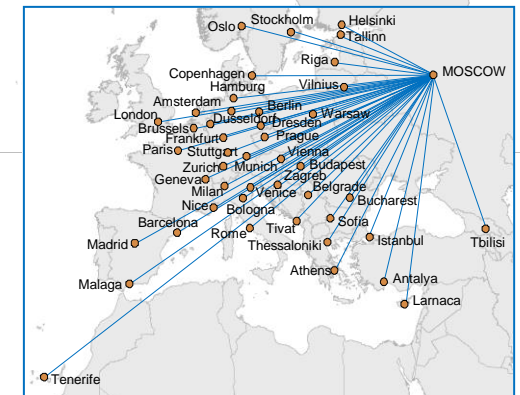 Stockholm
Helsinki
Oslo
Tallinn
Riga
MOSCOW
Copenhagen
Hamburg
Vilnius
Amsterdam
Berlin
London
Dusseldorf
Warsaw
Brussels
Dresden
Frankfurt
Prague
Paris
Stuttgart
Vienna
Munich
Budapest
Zurich
Zagreb
Geneva
Milan
Venice
Belgrade
Bucharest
Nice
Bologna
Barcelona
Rome
Tivat
Sofia
Madrid
Thessaloniki
Istanbul
Tbilisi
Athens
Malaga
Antalya
Larnaca
Tenerife